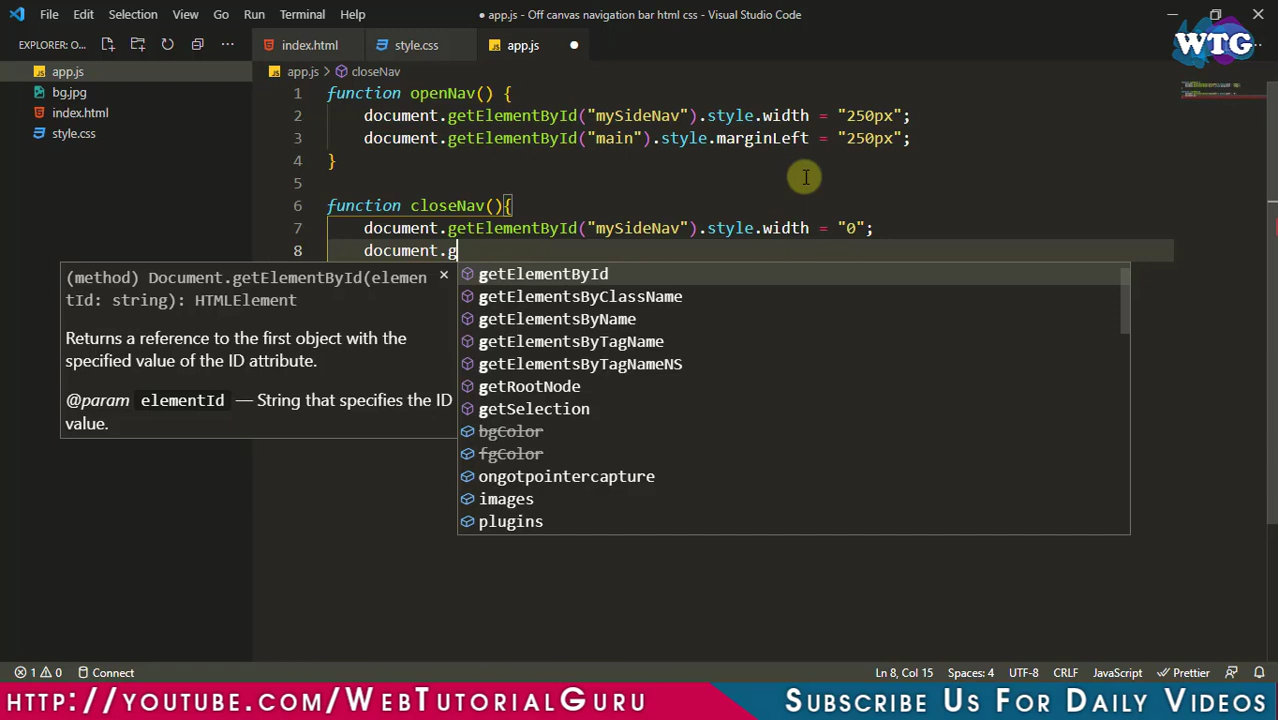 File Edit Selection View Go Run Terminal Help ● app.js - Off canvas navigation bar html css - Visual Studio Code
EXPLORER: O... index.html style.css app.js
WTG
app.js app.js > closeNav
bg.jpg
index.html
style.css
1 function openNav() {
2 document.getElementById("mySideNav").style.width = "250px";
3 document.getElementById("main").style.marginLeft = "250px";
4 }
5
6 function closeNav(){
7 document.getElementById("mySideNav").style.width = "0";
8 document.g
(method) Document.getElementById(elemen
tId: string): HTMLElement
Returns a reference to the first object with the
specified value of the ID attribute.
@param elementId — String that specifies the ID
value.
getElementById
getElementsByClassName
getElementsByName
getElementsByTagName
getElementsByTagNameNS
getRootNode
getSelection
bgColor
fgColor
ongotpointercapture
images
plugins
1 0 Connect Ln 8, Col 15 Spaces: 4 UTF-8 CRLF JavaScript Prettier
HTTP://YOUTUBE.COM/WEBTUTORIALGURU SUBSCRIBE US FOR DAILY VIDEOS